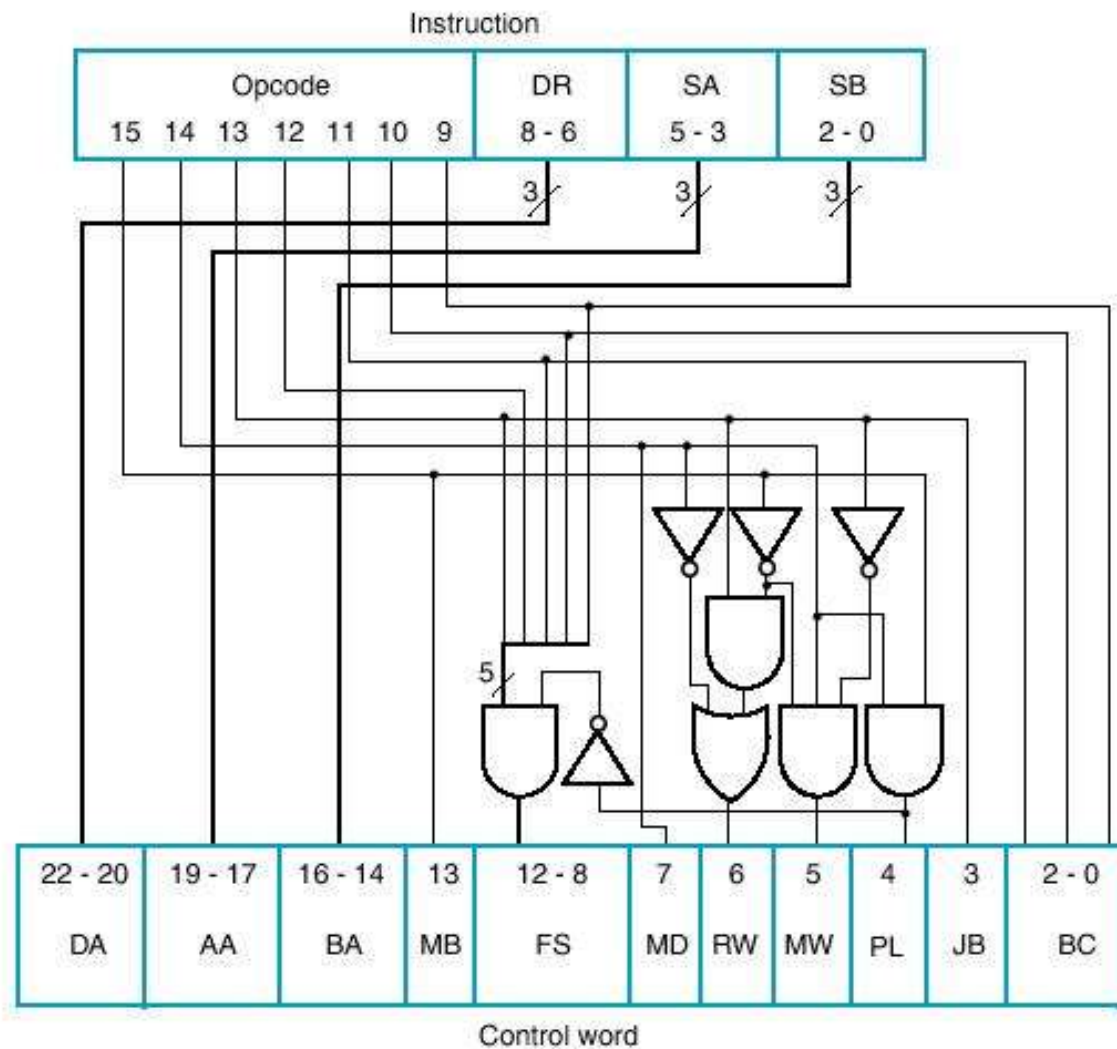 Instruction
Opcode DR SA SB
15 14 13 12 11 10 9 8 - 6 5 - 3 2 - 0
3 3 3
5
22 - 20 19 - 17 16 - 14 13 12 - 8 7 6 5 4 3 2 - 0
DA AA BA MB FS MD RW MW PL JB BC
Control word